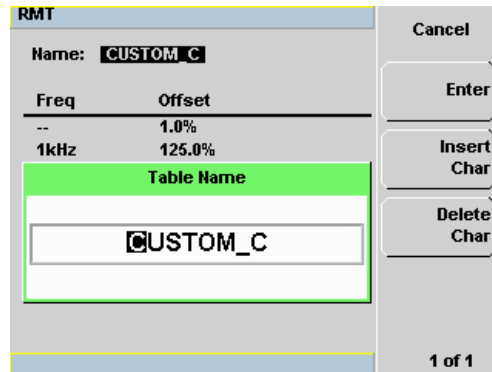 RMT
Name: CUSTOM_C
Freq Offset
-- 1.0%
1kHz 125.0%
Table Name
CUSTOM_C
Cancel
Enter
Insert
Char
Delete
Char
1 of 1